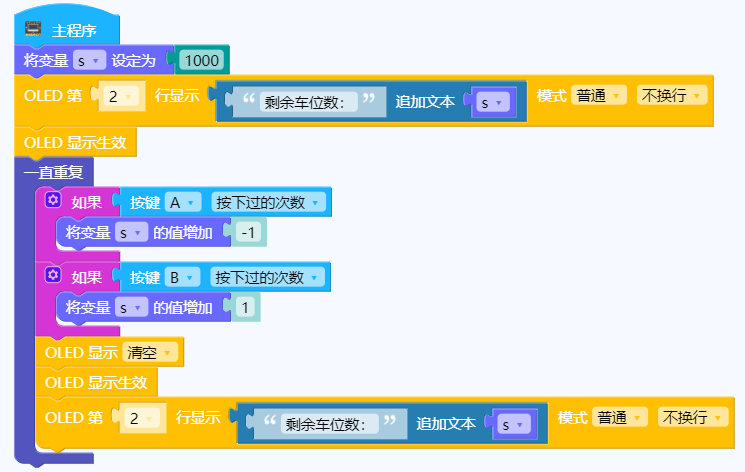 主程序
将变量 s 设定为 1000
OLED 第 2 行显示 “ 剩余车位数： ” 追加文本 s 模式 普通 不换行
OLED 显示生效
一直重复
如果 按键 A 按下过的次数
将变量 s 的值增加 -1
如果 按键 B 按下过的次数
将变量 s 的值增加 1
OLED 显示 清空
OLED 显示生效
OLED 第 2 行显示 “ 剩余车位数： ” 追加文本 s 模式 普通 不换行